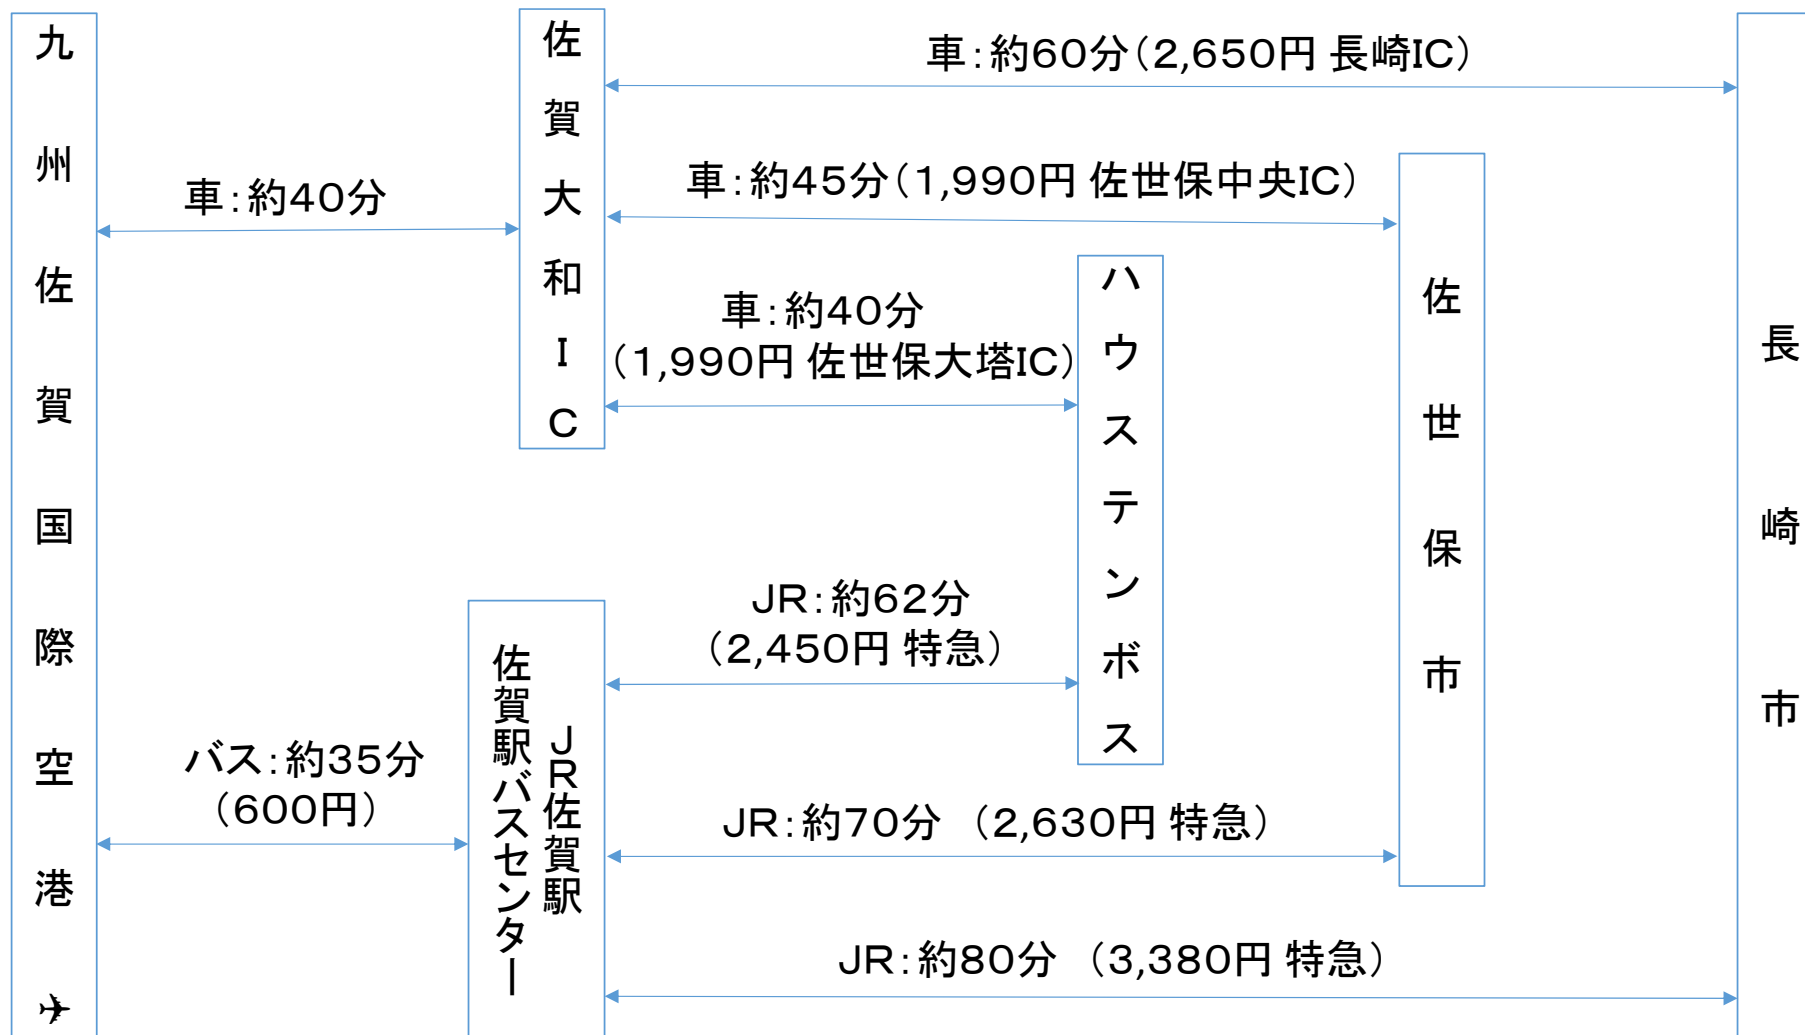 九州佐賀国際空港✈
佐賀大和IC
車：約60分（2,650円 長崎IC）
車：約45分（1,990円 佐世保中央IC）
車：約40分
車：約40分
（1,990円 佐世保大塔IC）
ハウステンボス
佐世保市
長崎市
JR：約62分
（2,450円 特急）
JR佐賀駅
佐賀駅バスセンター
バス：約35分
（600円）
JR：約70分 （2,630円 特急）
JR：約80分 （3,380円 特急）